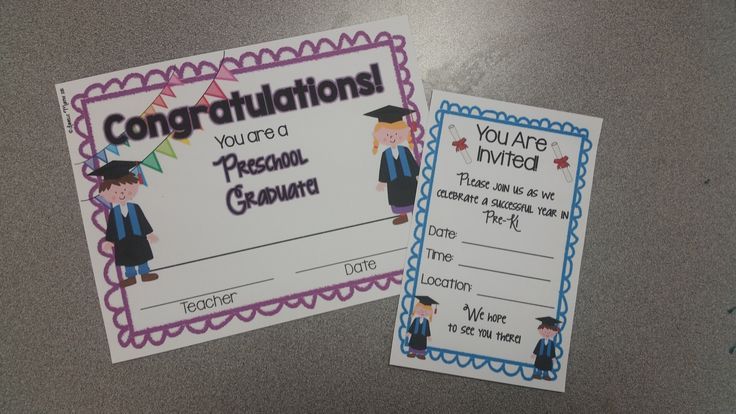 Congratulations!
You are a
Preschool
Graduate!
Teacher
Date
You Are
Invited!
Please join us as we
celebrate a successful year in
Pre-K!
Date:
Time:
Location:
We hope
to see you there!